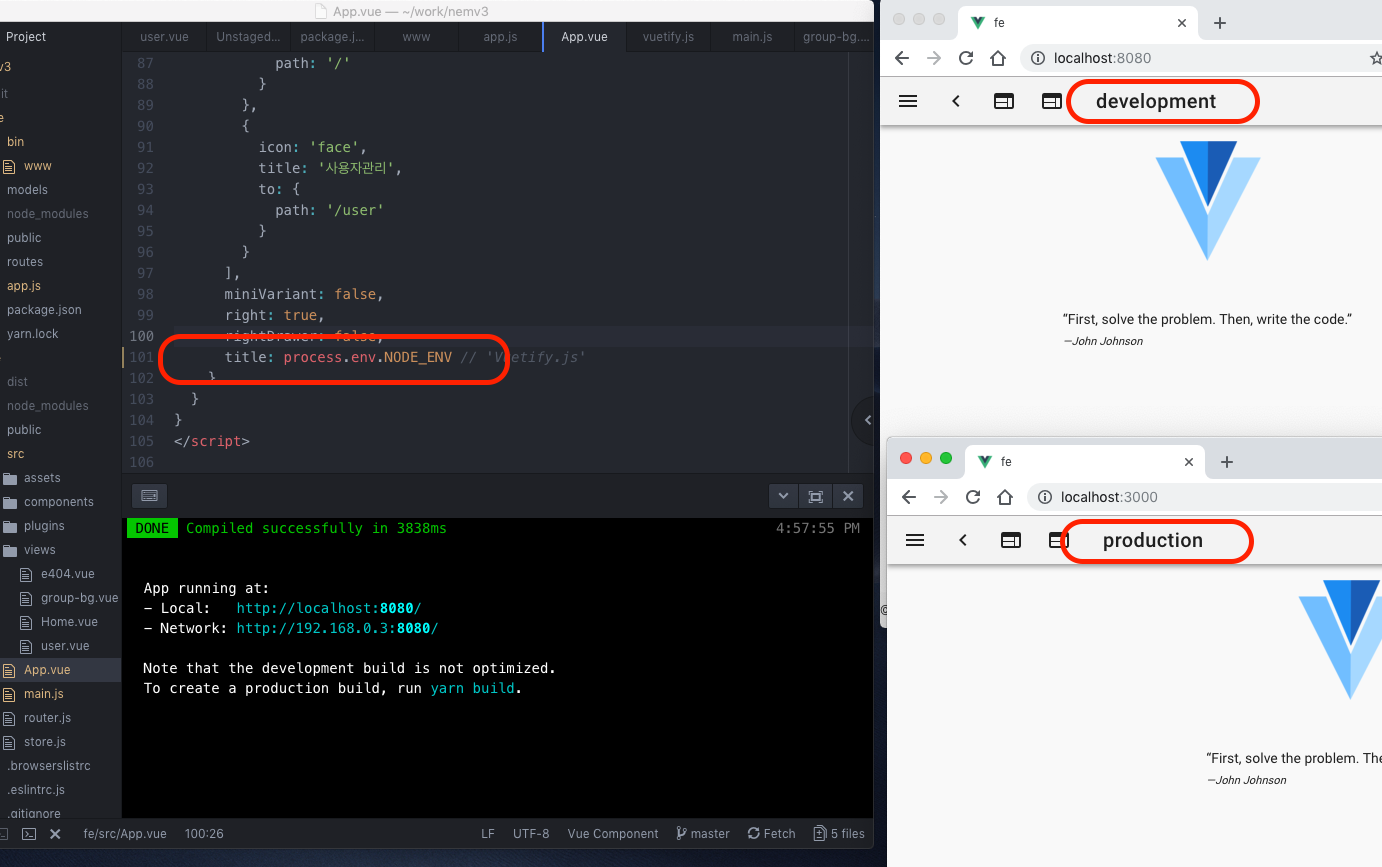 App.vue — ~/work/nemv3
Project
user.vue
Unstaged...
package.j...
www
app.js
App.vue
vuetify.js
main.js
group-bg....
v3
it
e
bin
www
models
node_modules
public
routes
app.js
package.json
yarn.lock
dist
node_modules
public
src
assets
components
plugins
views
e404.vue
group-bg.vue
Home.vue
user.vue
App.vue
main.js
router.js
store.js
.browserslistrc
.eslintrc.js
.gitignore
87 path: '/'
88 }
89 },
90 {
91 icon: 'face',
92 title: '사용자관리',
93 to: {
94 path: '/user'
95 }
96 }
97 ],
98 miniVariant: false,
99 right: true,
100 rightDrawer: false,
101 title: process.env.NODE_ENV // 'Vuetify.js'
102 }
103 }
104 }
105 </script>
106
DONE Compiled successfully in 3838ms 4:57:55 PM
App running at:
- Local: http://localhost:8080/
- Network: http://192.168.0.3:8080/
Note that the development build is not optimized.
To create a production build, run yarn build.
fe/src/App.vue 100:26 LF UTF-8 Vue Component master Fetch 5 files
fe
localhost:8080
development
“First, solve the problem. Then, write the code.”
—John Johnson
©
fe
localhost:3000
production
“First, solve the problem. The
—John Johnson